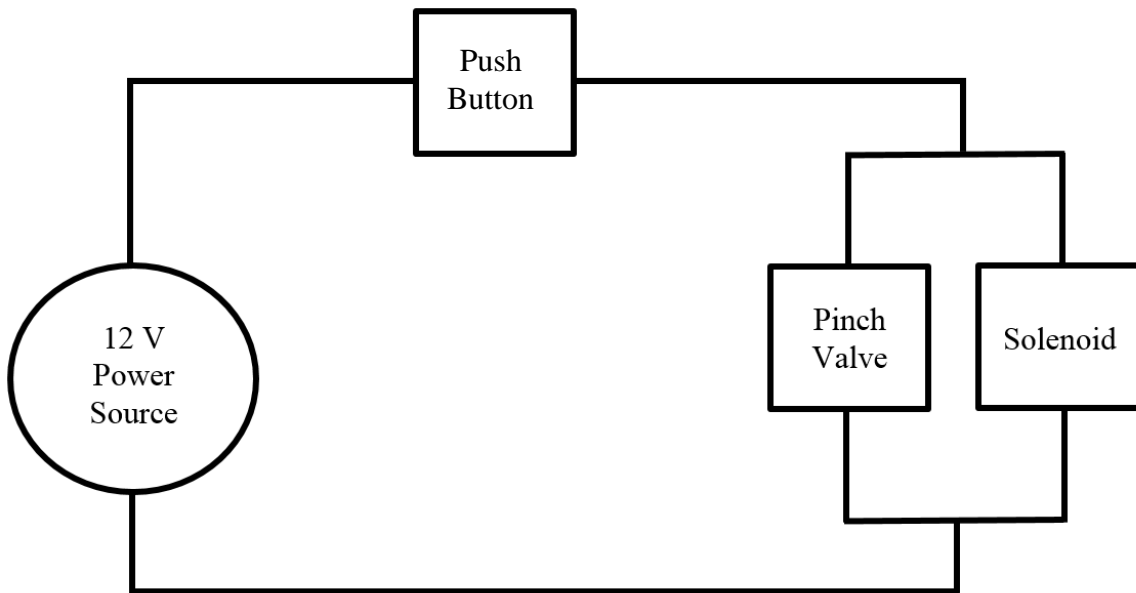 Push
Button
12 V
Power
Source
Pinch
Valve
Solenoid